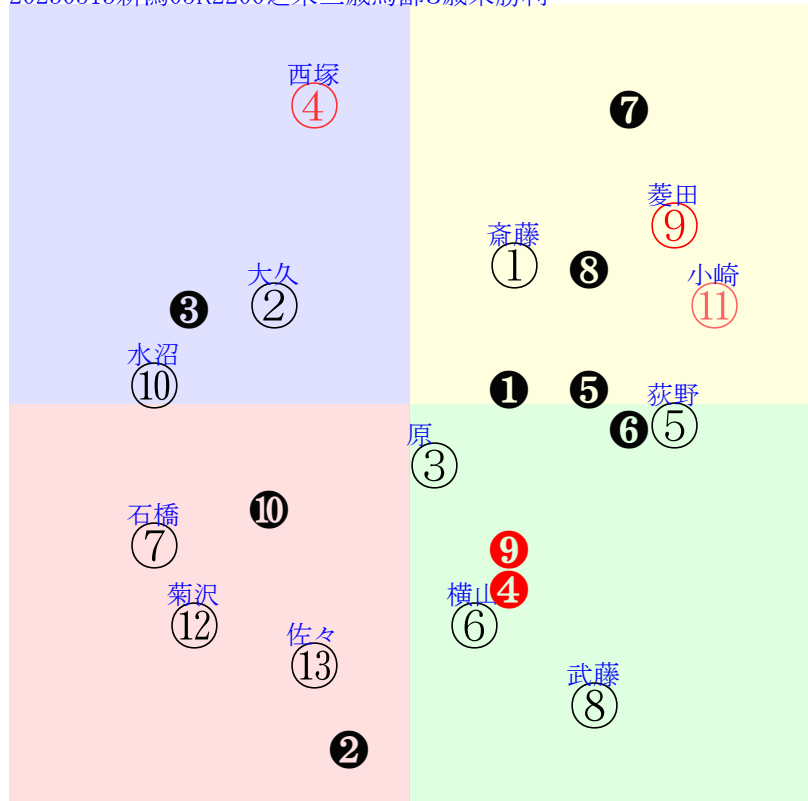 西塚
④
❼
菱田
⑨
斎藤
①
❽
大久
②
小崎
⑪
❸
水沼
⑩
❶
❺
荻野
⑤
❻
原
③
石橋
⑦
❿
❾
菊沢
⑫
横山
⑥
❹
佐々
⑬
武藤
⑧
❷